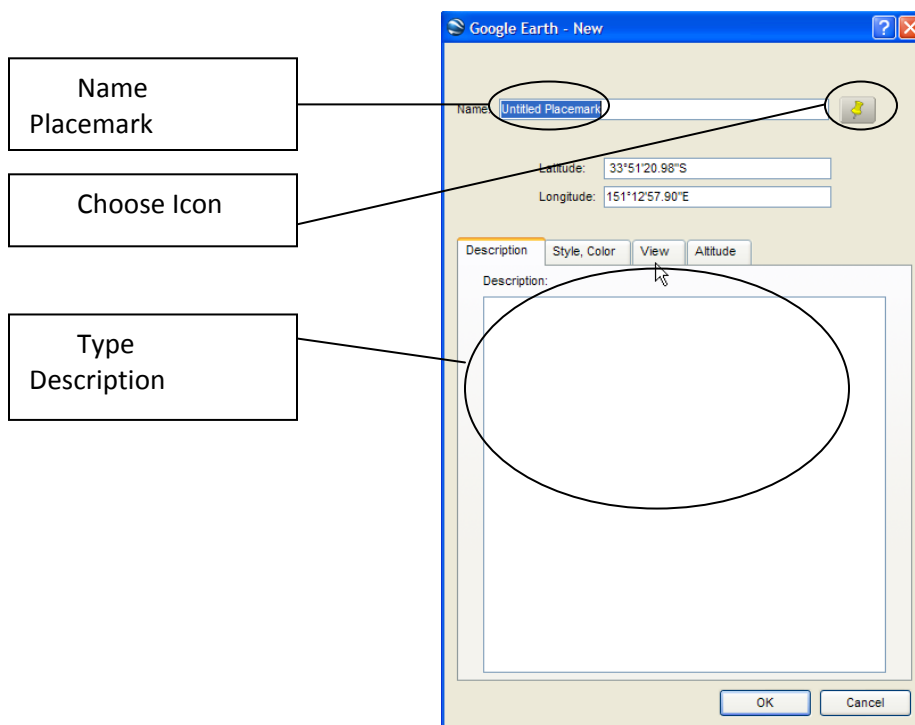 Google Earth - New
Name
Placemark
Name: Untitled Placemark
Choose Icon
Latitude: 33°51'20.98"S
Longitude: 151°12'57.90"E
Description Style, Color View Altitude
Description:
Type
Description
OK Cancel